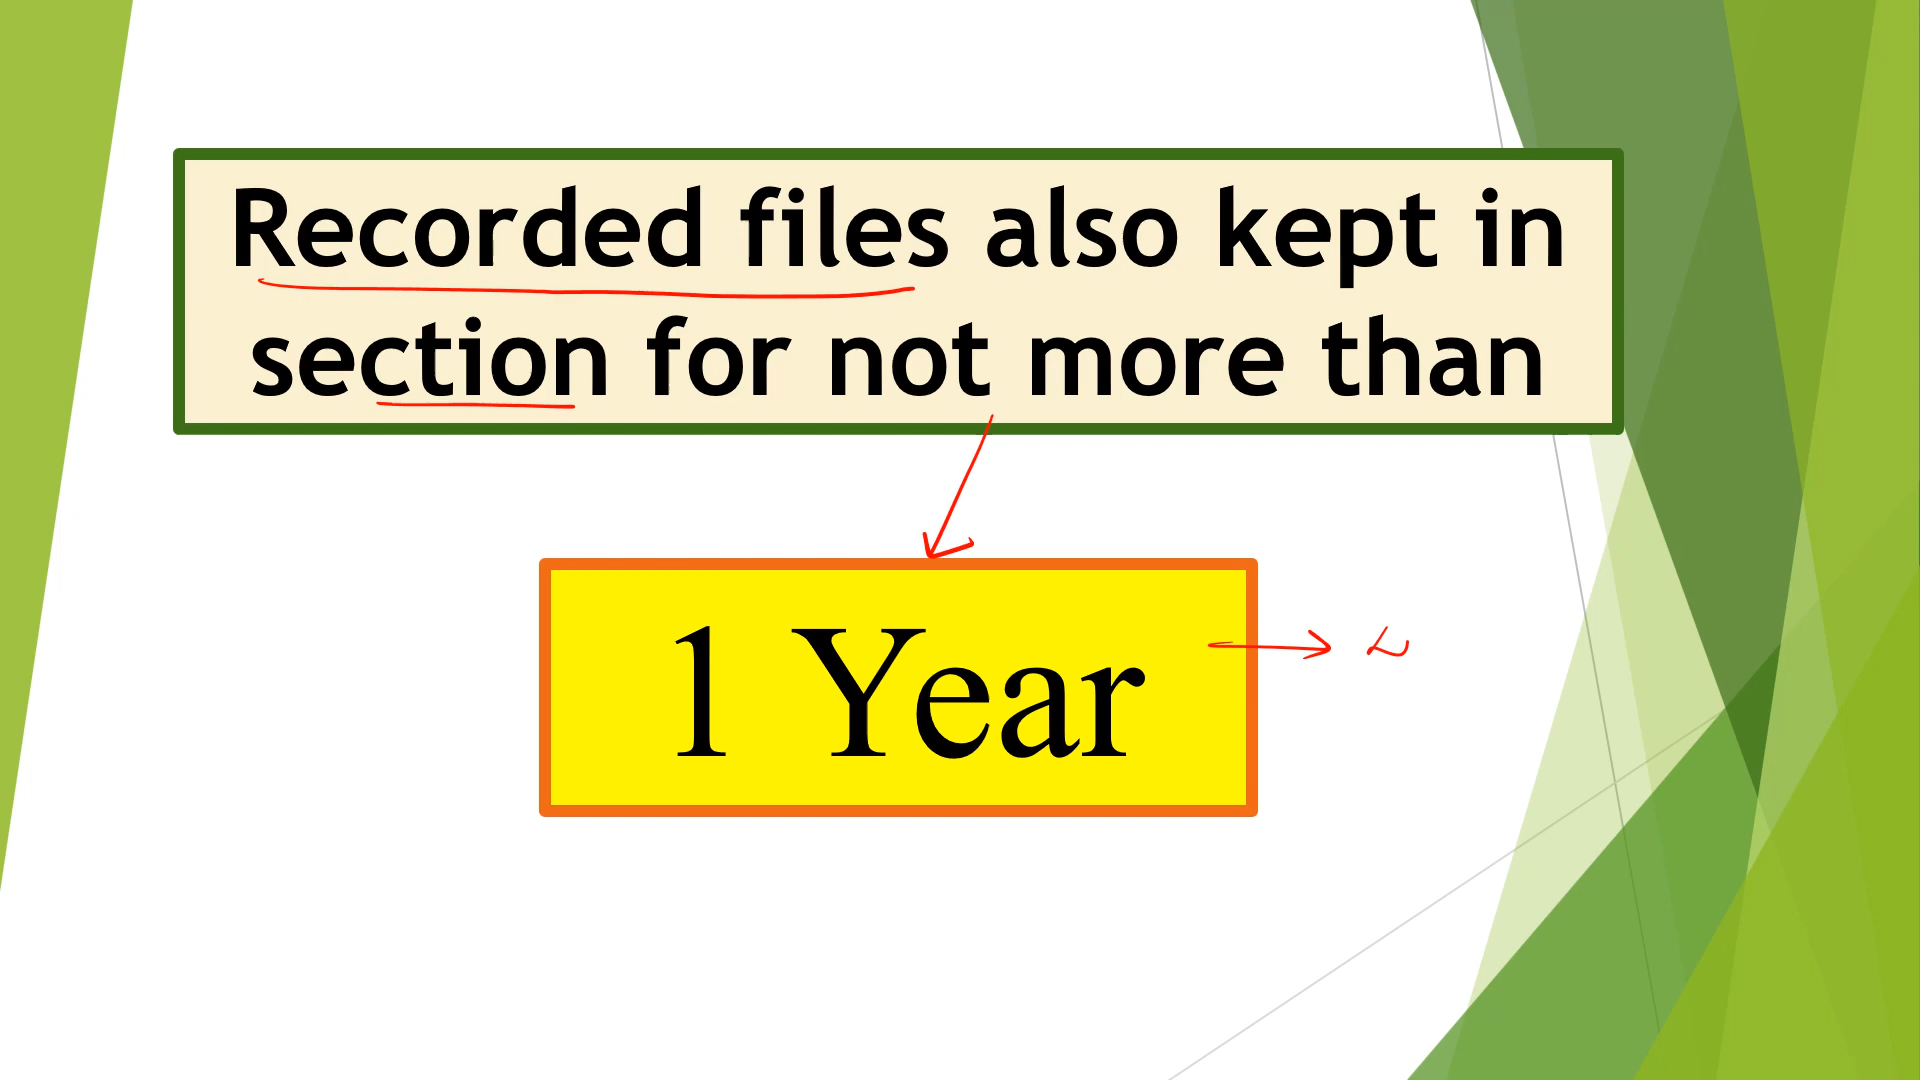 Recorded files also kept in
section for not more than
1 Year